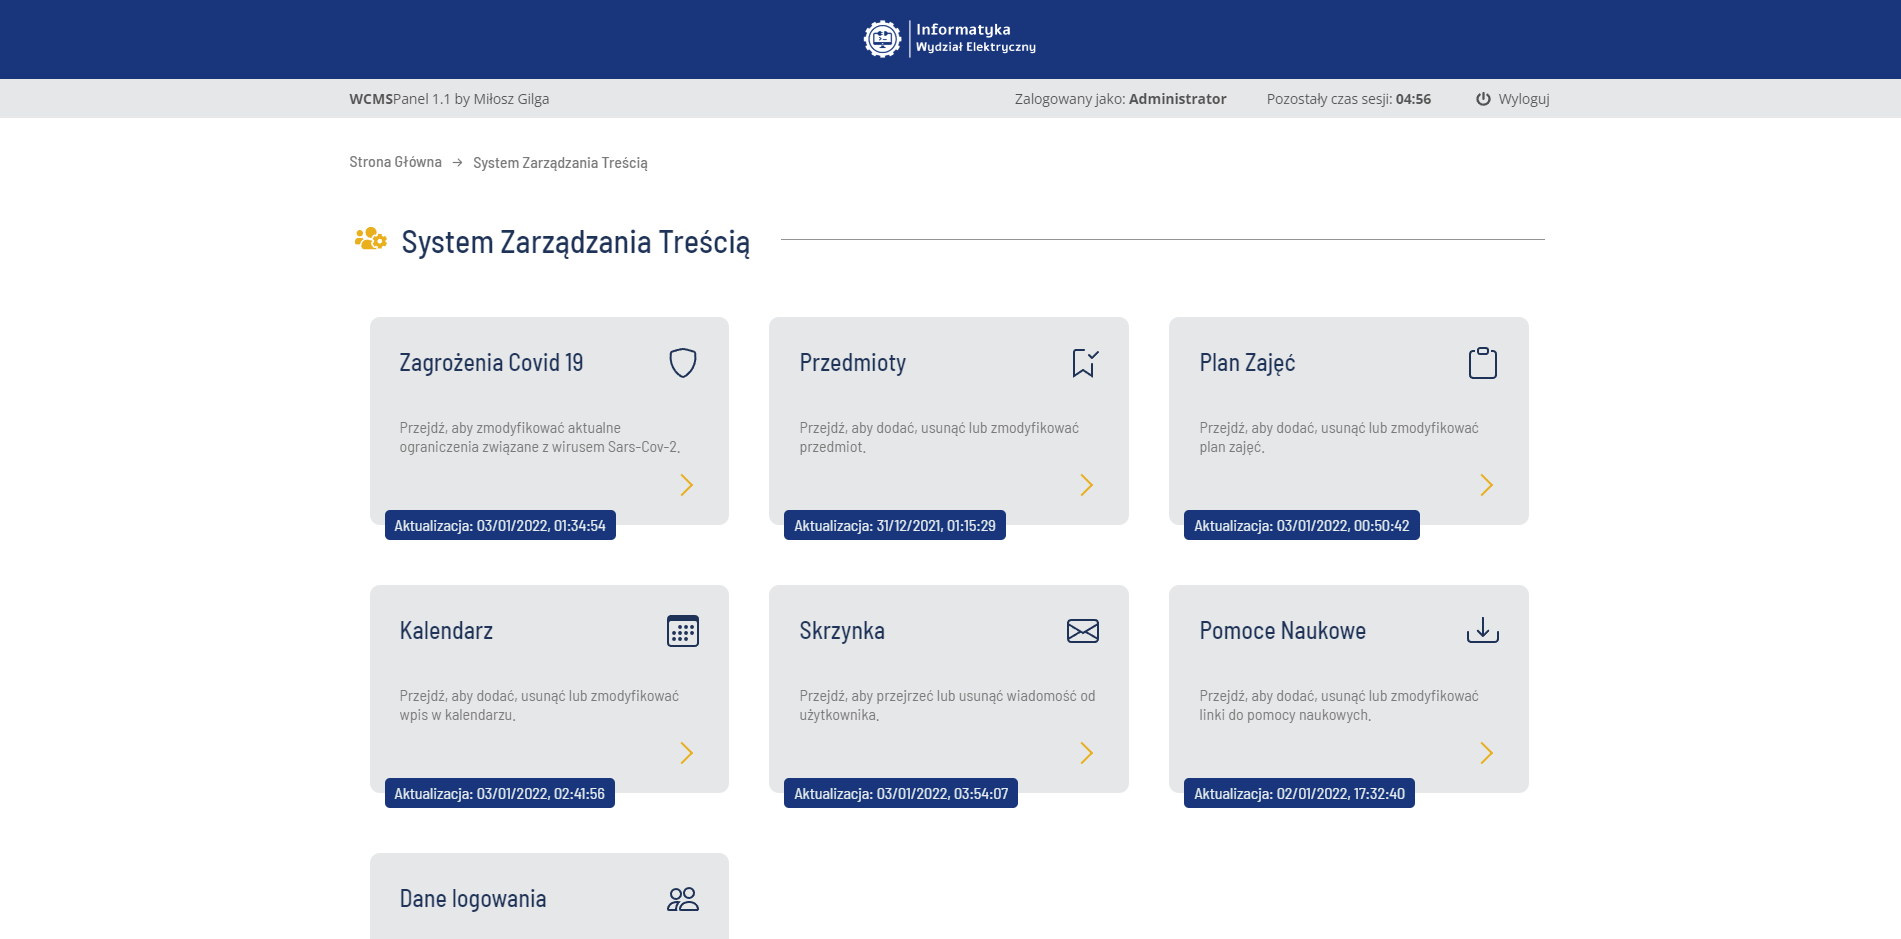 Informatyka
Wydział Elektryczny
WCMSPanel 1.1 by Miłosz Gilga
Zalogowany jako: Administrator
Pozostały czas sesji: 04:56
Wyloguj
Strona Główna → System Zarządzania Treścią
System Zarządzania Treścią
Zagrożenia Covid 19
Przejdź, aby zmodyfikować aktualne
ograniczenia związane z wirusem Sars-Cov-2.
Aktualizacja: 03/01/2022, 01:34:54
Przedmioty
Przejdź, aby dodać, usunąć lub zmodyfikować
przedmiot.
Aktualizacja: 31/12/2021, 01:15:29
Plan Zajęć
Przejdź, aby dodać, usunąć lub zmodyfikować
plan zajęć.
Aktualizacja: 03/01/2022, 00:50:42
Kalendarz
Przejdź, aby dodać, usunąć lub zmodyfikować
wpis w kalendarzu.
Aktualizacja: 03/01/2022, 02:41:56
Skrzynka
Przejdź, aby przejrzeć lub usunąć wiadomość od
użytkownika.
Aktualizacja: 03/01/2022, 03:54:07
Pomoce Naukowe
Przejdź, aby dodać, usunąć lub zmodyfikować
linki do pomocy naukowych.
Aktualizacja: 02/01/2022, 17:32:40
Dane logowania